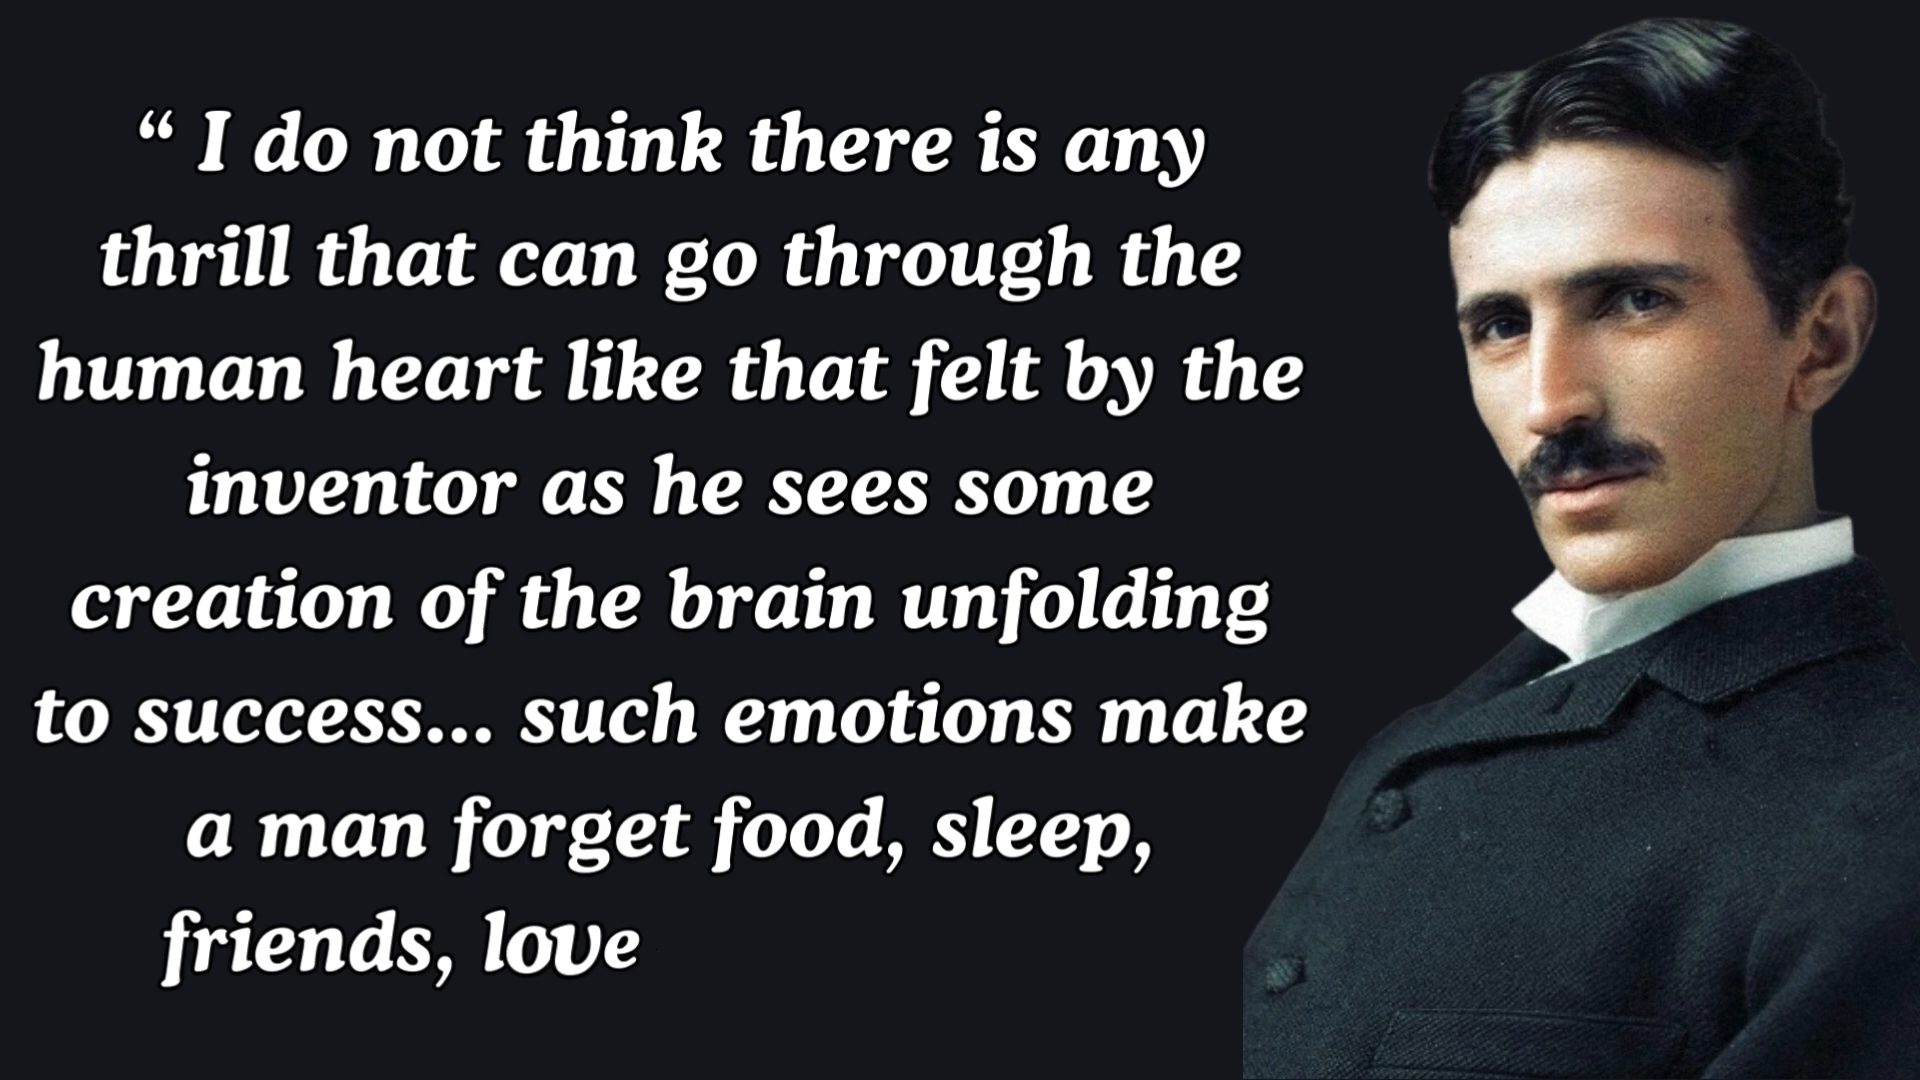 “ I do not think there is any
thrill that can go through the
human heart like that felt by the
inventor as he sees some
creation of the brain unfolding
to success... such emotions make
a man forget food, sleep,
friends, love